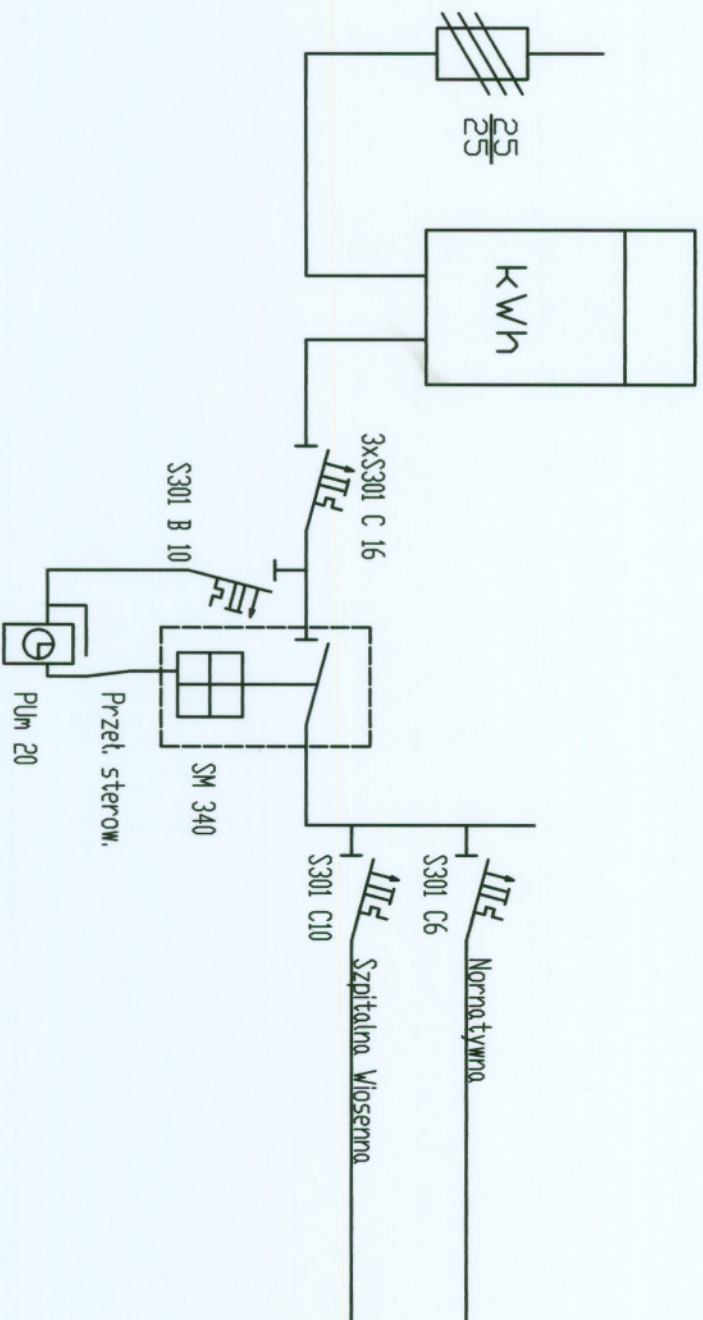 25
25
kWh
3xS301 C 16
S301 B 10
PUm 20
Przeł. sterow.
SM 340
S301 C6
Normatywna
S301 C10
Szpitalna Wiosenna